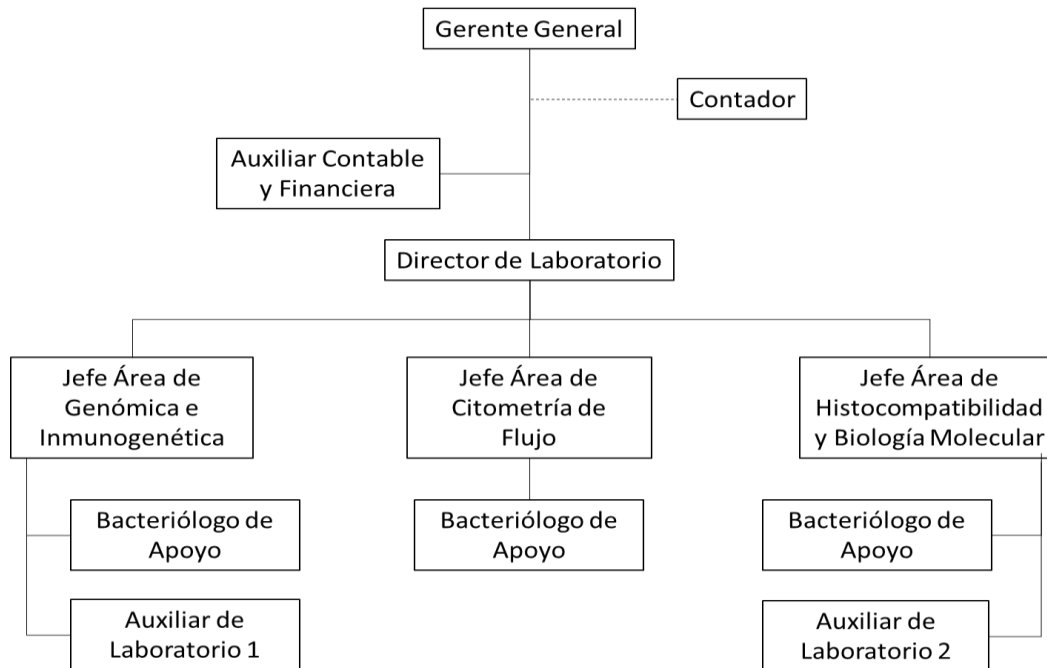 Gerente General
Contador
Auxiliar Contable
y Financiera
Director de Laboratorio
Jefe Área de
Genómica e
Inmunogenética
Jefe Área de
Citometría de
Flujo
Jefe Área de
Histocompatibilidad
y Biología Molecular
Bacteriólogo de
Apoyo
Bacteriólogo de
Apoyo
Bacteriólogo de
Apoyo
Auxiliar de
Laboratorio 1
Auxiliar de
Laboratorio 2